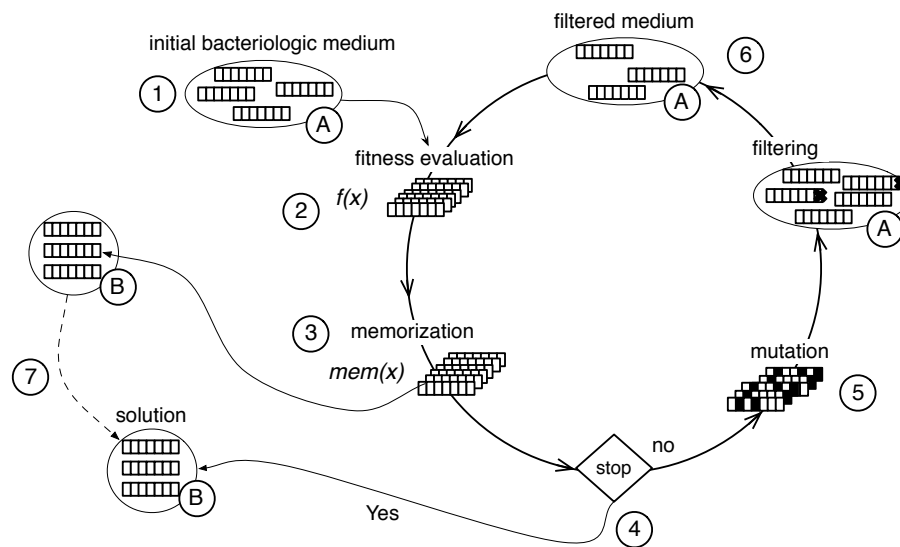 filtered medium
initial bacteriologic medium
6
1
A
A
filtering
fitness evaluation
2
f(x)
A
B
3
memorization
mem(x)
mutation
5
7
solution
no
stop
B
Yes
4